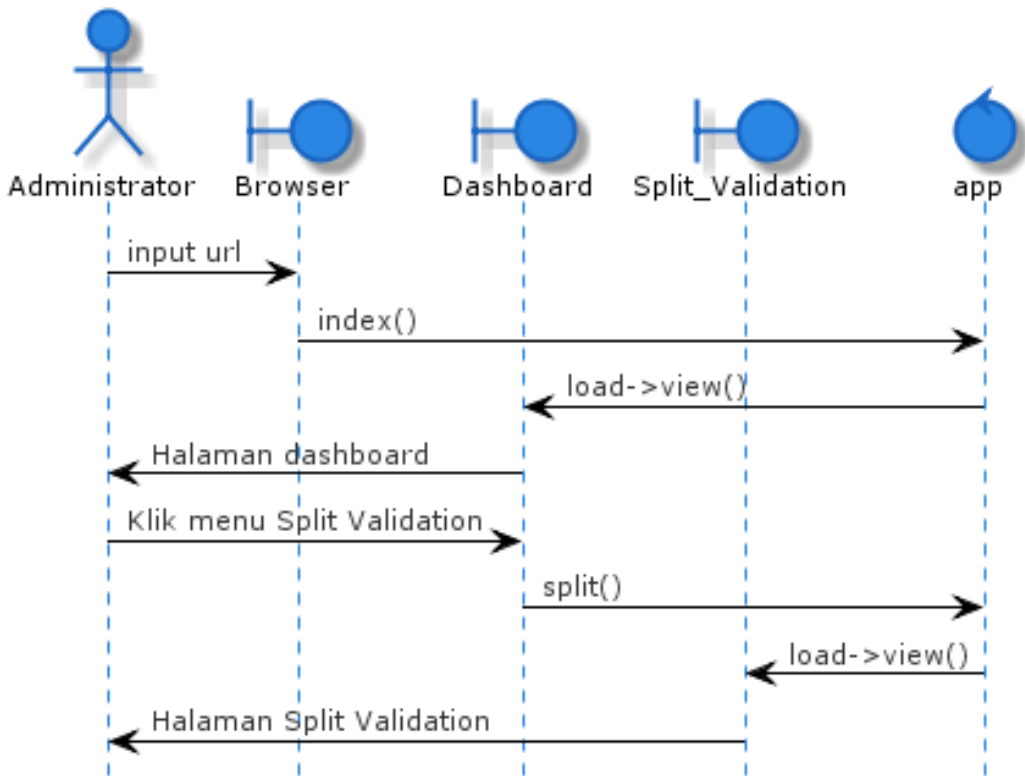 Administrator
Browser
Dashboard
Split_Validation
app
input url
index()
load->view()
Halaman dashboard
Klik menu Split Validation
split()
load->view()
Halaman Split Validation